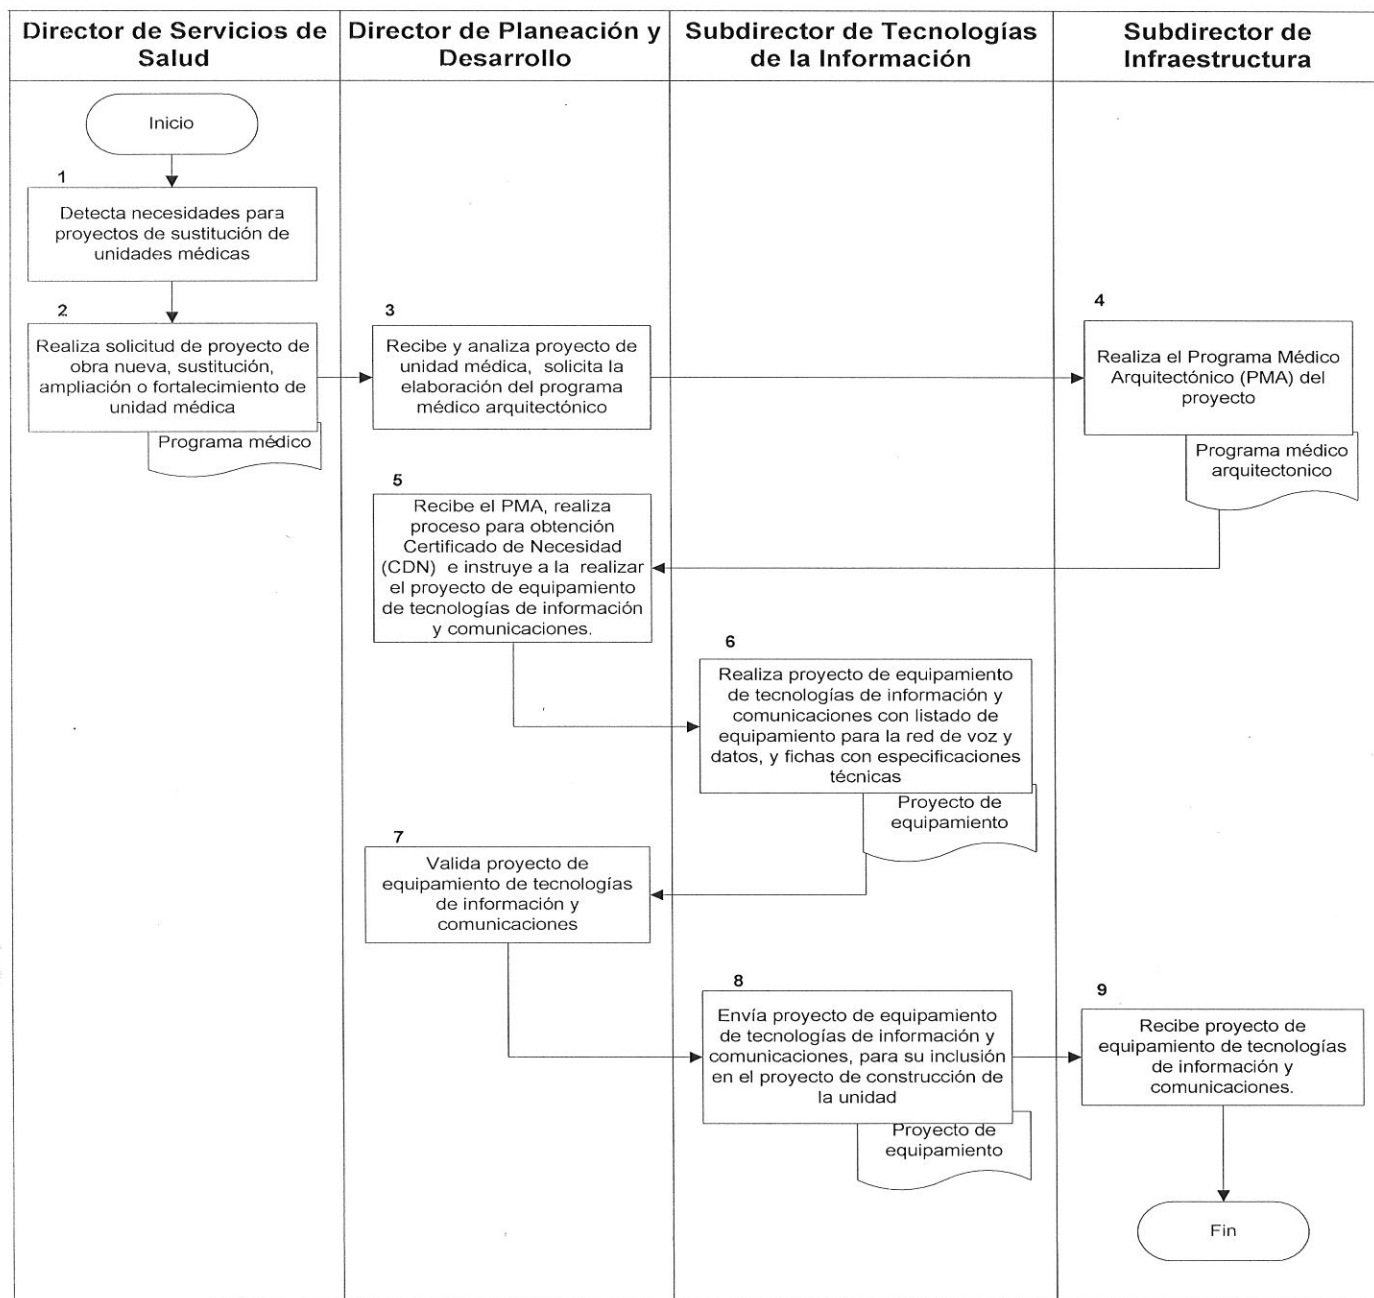 Director de Servicios de
Salud
Director de Planeación y
Desarrollo
Subdirector de Tecnologías
de la Información
Subdirector de
Infraestructura
Inicio
1
Detecta necesidades para
proyectos de sustitución de
unidades médicas
2
Realiza solicitud de proyecto de
obra nueva, sustitución,
ampliación o fortalecimiento de
unidad médica
Programa médico
3
Recibe y analiza proyecto de
unidad médica, solicita la
elaboración del programa
médico arquitectónico
4
Realiza el Programa Médico
Arquitectónico (PMA) del
proyecto
Programa médico
arquitectonico
5
Recibe el PMA, realiza
proceso para obtención
Certificado de Necesidad
(CDN) e instruye a la realizar
el proyecto de equipamiento
de tecnologías de información
y comunicaciones.
6
Realiza proyecto de equipamiento
de tecnologías de información y
comunicaciones con listado de
equipamiento para la red de voz y
datos, y fichas con especificaciones
técnicas
Proyecto de
equipamiento
7
Valida proyecto de
equipamiento de tecnologías
de información y
comunicaciones
8
Envía proyecto de equipamiento
de tecnologías de información y
comunicaciones, para su inclusión
en el proyecto de construcción de
la unidad
Proyecto de
equipamiento
9
Recibe proyecto de
equipamiento de tecnologías
de información y
comunicaciones.
Fin